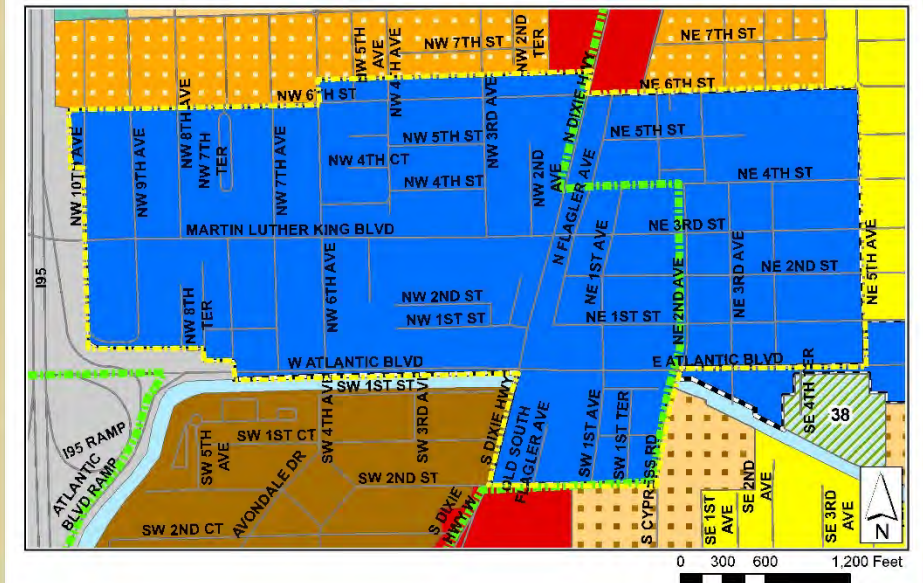 NW 5TH AVE
NW 4TH AVE
NW 7TH ST
NW 2ND TER
N DIXIE HWY
NE 7TH ST
NW 6TH ST
NE 6TH ST
NW 10TH AVE
NW 9TH AVE
NW 8TH AVE
NW 7TH TER
NW 7TH AVE
NW 5TH ST
NW 4TH CT
NW 4TH ST
NW 3RD AVE
NW 2ND AVE
NE 5TH ST
NE 4TH ST
N FLAGLER AVE
MARTIN LUTHER KING BLVD
NE 3RD ST
NE 1ST AVE
NE 2ND AVE
NE 3RD AVE
NE 2ND ST
NE 5TH AVE
I95
NW 8TH TER
NW 6TH AVE
NW 2ND ST
NW 1ST ST
NE 1ST ST
W ATLANTIC BLVD
E ATLANTIC BLVD
SW 1ST ST
SW 4TH AVE
SW 3RD AVE
S DIXIE HWY
OLD SOUTH FLAGLER AVE
SW 1ST AVE
SW 1ST TER
SE 4TH TER
38
I95 RAMP
ATLANTIC BLVD RAMP
SW 5TH AVE
SW 1ST CT
AVONDALE DR
SW 2ND ST
SW 2ND CT
S DIXIE HWY W
S CYPRESS RD
SE 1ST AVE
SE 2ND AVE
SE 3RD AVE
N
0 300 600 1,200 Feet